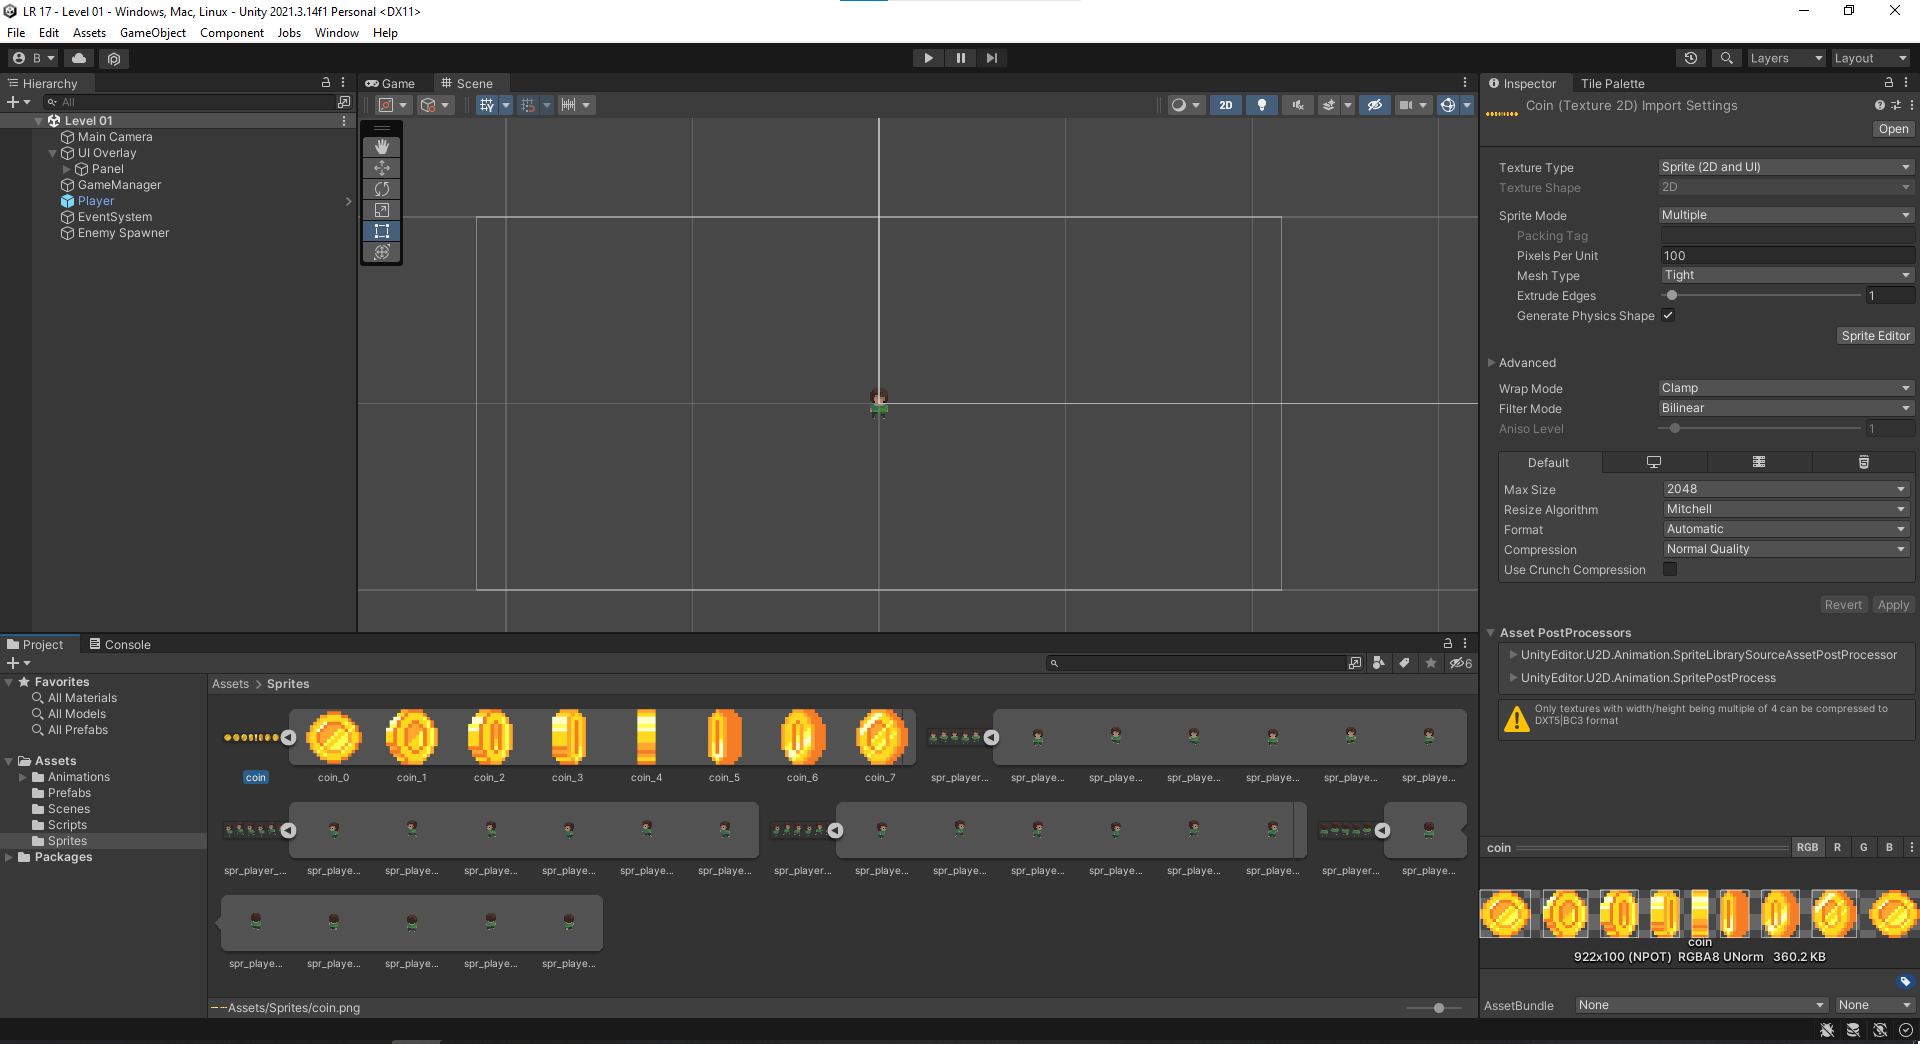 LR 17 - Level 01 - Windows, Mac, Linux - Unity 2021.3.14f1 Personal <DX11>
File Edit Assets GameObject Component Jobs Window Help
B
Layers
Layout
Hierarchy
All
Level 01
Main Camera
UI Overlay
Panel
GameManager
Player
EventSystem
Enemy Spawner
Game
Scene
2D
Inspector
Tile Palette
Coin (Texture 2D) Import Settings
Open
Texture Type Sprite (2D and UI)
Texture Shape 2D
Sprite Mode Multiple
Packing Tag
Pixels Per Unit 100
Mesh Type Tight
Extrude Edges 1
Generate Physics Shape
Sprite Editor
Advanced
Wrap Mode Clamp
Filter Mode Bilinear
Aniso Level 1
Default
Max Size 2048
Resize Algorithm Mitchell
Format Automatic
Compression Normal Quality
Use Crunch Compression
Revert Apply
Asset PostProcessors
UnityEditor.U2D.Animation.SpriteLibrarySourceAssetPostProcessor
UnityEditor.U2D.Animation.SpritePostProcess
Only textures with width/height being multiple of 4 can be compressed to
DXT5|BC3 format
Project
Console
6
Favorites
All Materials
All Models
All Prefabs
Assets
Animations
Prefabs
Scenes
Scripts
Sprites
Packages
Assets > Sprites
coin coin_0 coin_1 coin_2 coin_3 coin_4 coin_5 coin_6 coin_7 spr_player... spr_playe... spr_playe... spr_playe... spr_playe... spr_playe... spr_playe...
spr_player_... spr_playe... spr_playe... spr_playe... spr_playe... spr_playe... spr_playe... spr_player... spr_playe... spr_playe... spr_playe... spr_playe... spr_playe... spr_playe... spr_player... spr_playe...
spr_playe... spr_playe... spr_playe... spr_playe... spr_playe...
Assets/Sprites/coin.png
coin
RGB R G B
coin
922x100 (NPOT) RGBA8 UNorm 360.2 KB
AssetBundle None None